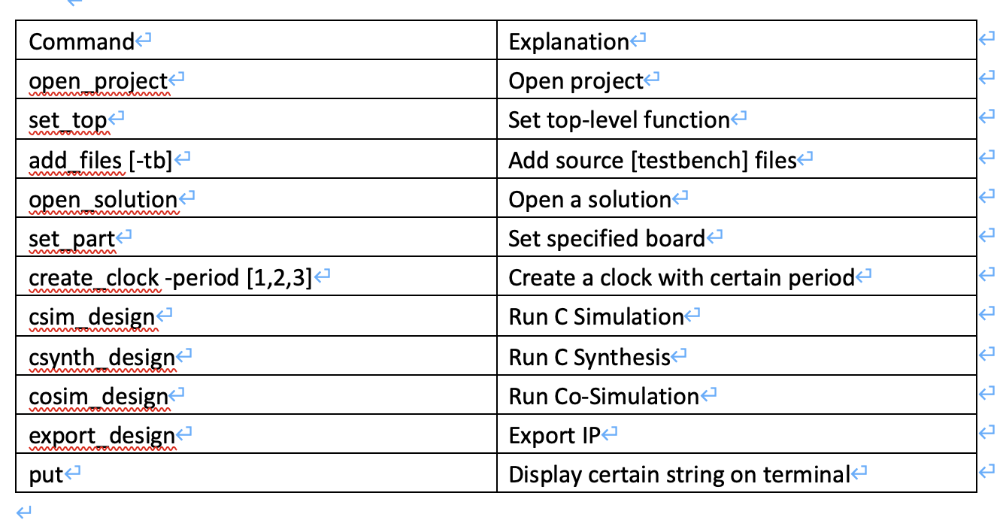 Command Explanation
open_project Open project
set_top Set top-level function
add_files [-tb] Add source [testbench] files
open_solution Open a solution
set_part Set specified board
create_clock -period [1,2,3] Create a clock with certain period
csim_design Run C Simulation
csynth_design Run C Synthesis
cosim_design Run Co-Simulation
export_design Export IP
put Display certain string on terminal